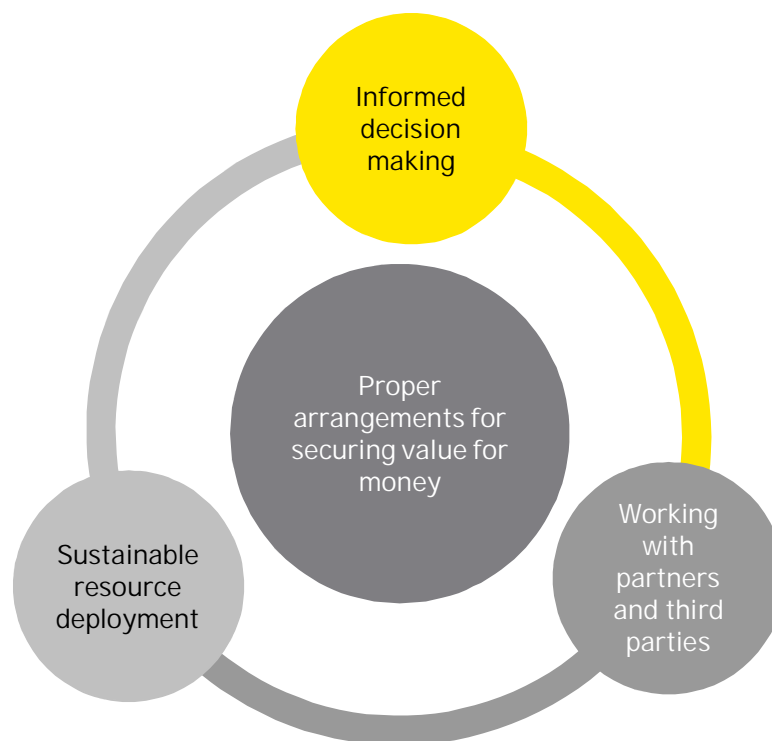 Informed
decision
making
Proper
arrangements for
securing value for
money
Sustainable
resource
deployment
Working
with
partners
and third
parties